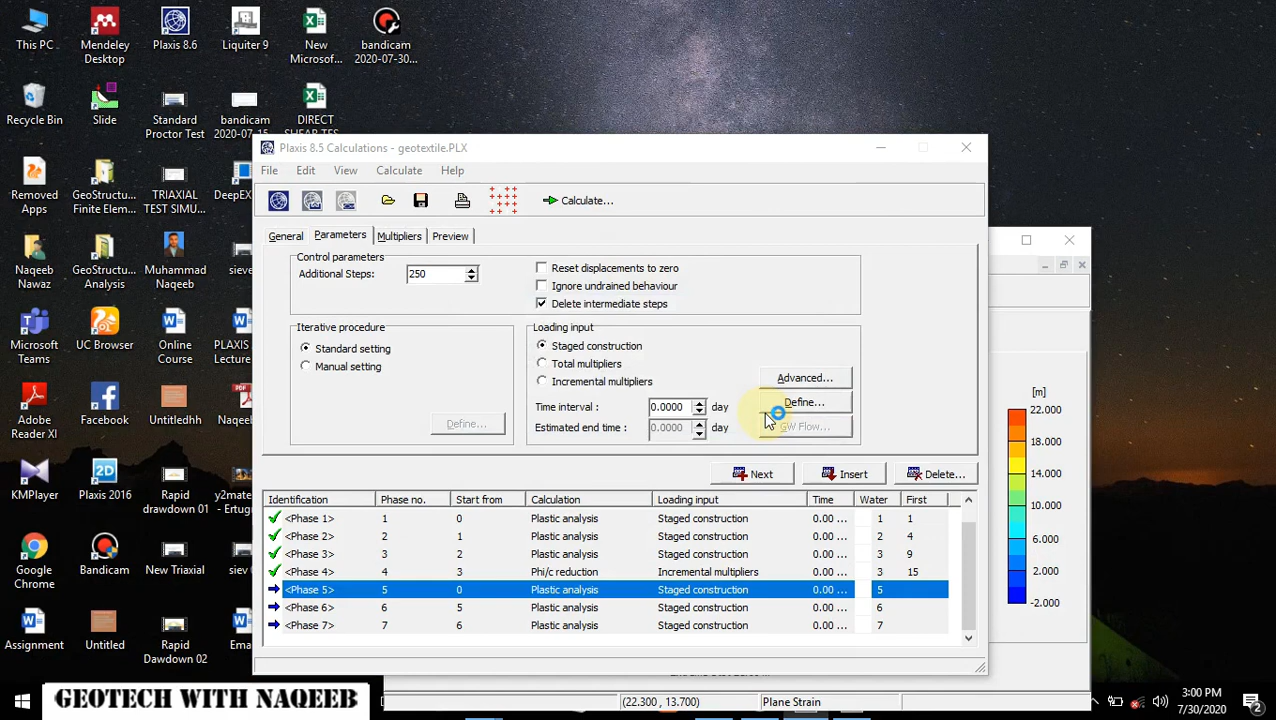 This PC
Mendeley
Desktop
Plaxis 8.6
Liquiter 9
New
Microsof...
bandicam
2020-07-30...
Recycle Bin
Slide
Standard
Proctor Test
bandicam
2020-07-15...
DIRECT
Removed
Apps
GeoStructu...
Finite Elem...
TRIAXIAL
TEST SIMU...
DeepEX
Naqeeb
Nawaz
GeoStructu...
Analysis
Muhammad
Naqeeb
siev
Microsoft
Teams
UC Browser
Online
Course
PLAXIS
Lecture
Adobe
Reader XI
Facebook
Untitledhh
Naqee
KMPlayer
Plaxis 2016
Rapid
drawdown 01
y2mate
- Ertug
Google
Chrome
Bandicam
New Triaxial
siev
Assignment
Untitled
Rapid
Dawdown 02
Ema
Plaxis 8.5 Calculations - geotextile.PLX
File Edit View Calculate Help
Calculate...
General Parameters Multipliers Preview
Control parameters
Additional Steps: 250
Reset displacements to zero
Ignore undrained behaviour
Delete intermediate steps
Iterative procedure
Standard setting
Manual setting
Define...
Loading input
Staged construction
Total multipliers
Incremental multipliers
Advanced...
Time interval : 0.0000 day
Define...
Estimated end time : 0.0000 day
GW Flow...
Next Insert Delete...
Identification Phase no. Start from Calculation Loading input Time Water First
<Phase 1> 1 0 Plastic analysis Staged construction 0.00 ... 1 1
<Phase 2> 2 1 Plastic analysis Staged construction 0.00 ... 2 4
<Phase 3> 3 2 Plastic analysis Staged construction 0.00 ... 3 9
<Phase 4> 4 3 Phi/c reduction Incremental multipliers 0.00 ... 3 15
<Phase 5> 5 0 Plastic analysis Staged construction 0.00 ... 5
<Phase 6> 6 5 Plastic analysis Staged construction 0.00 ... 6
<Phase 7> 7 6 Plastic analysis Staged construction 0.00 ... 7
[m]
22.000
18.000
14.000
10.000
6.000
2.000
-2.000
(22.300 , 13.700)
Plane Strain
GEOTECH WITH NAQEEB
3:00 PM
7/30/2020
2